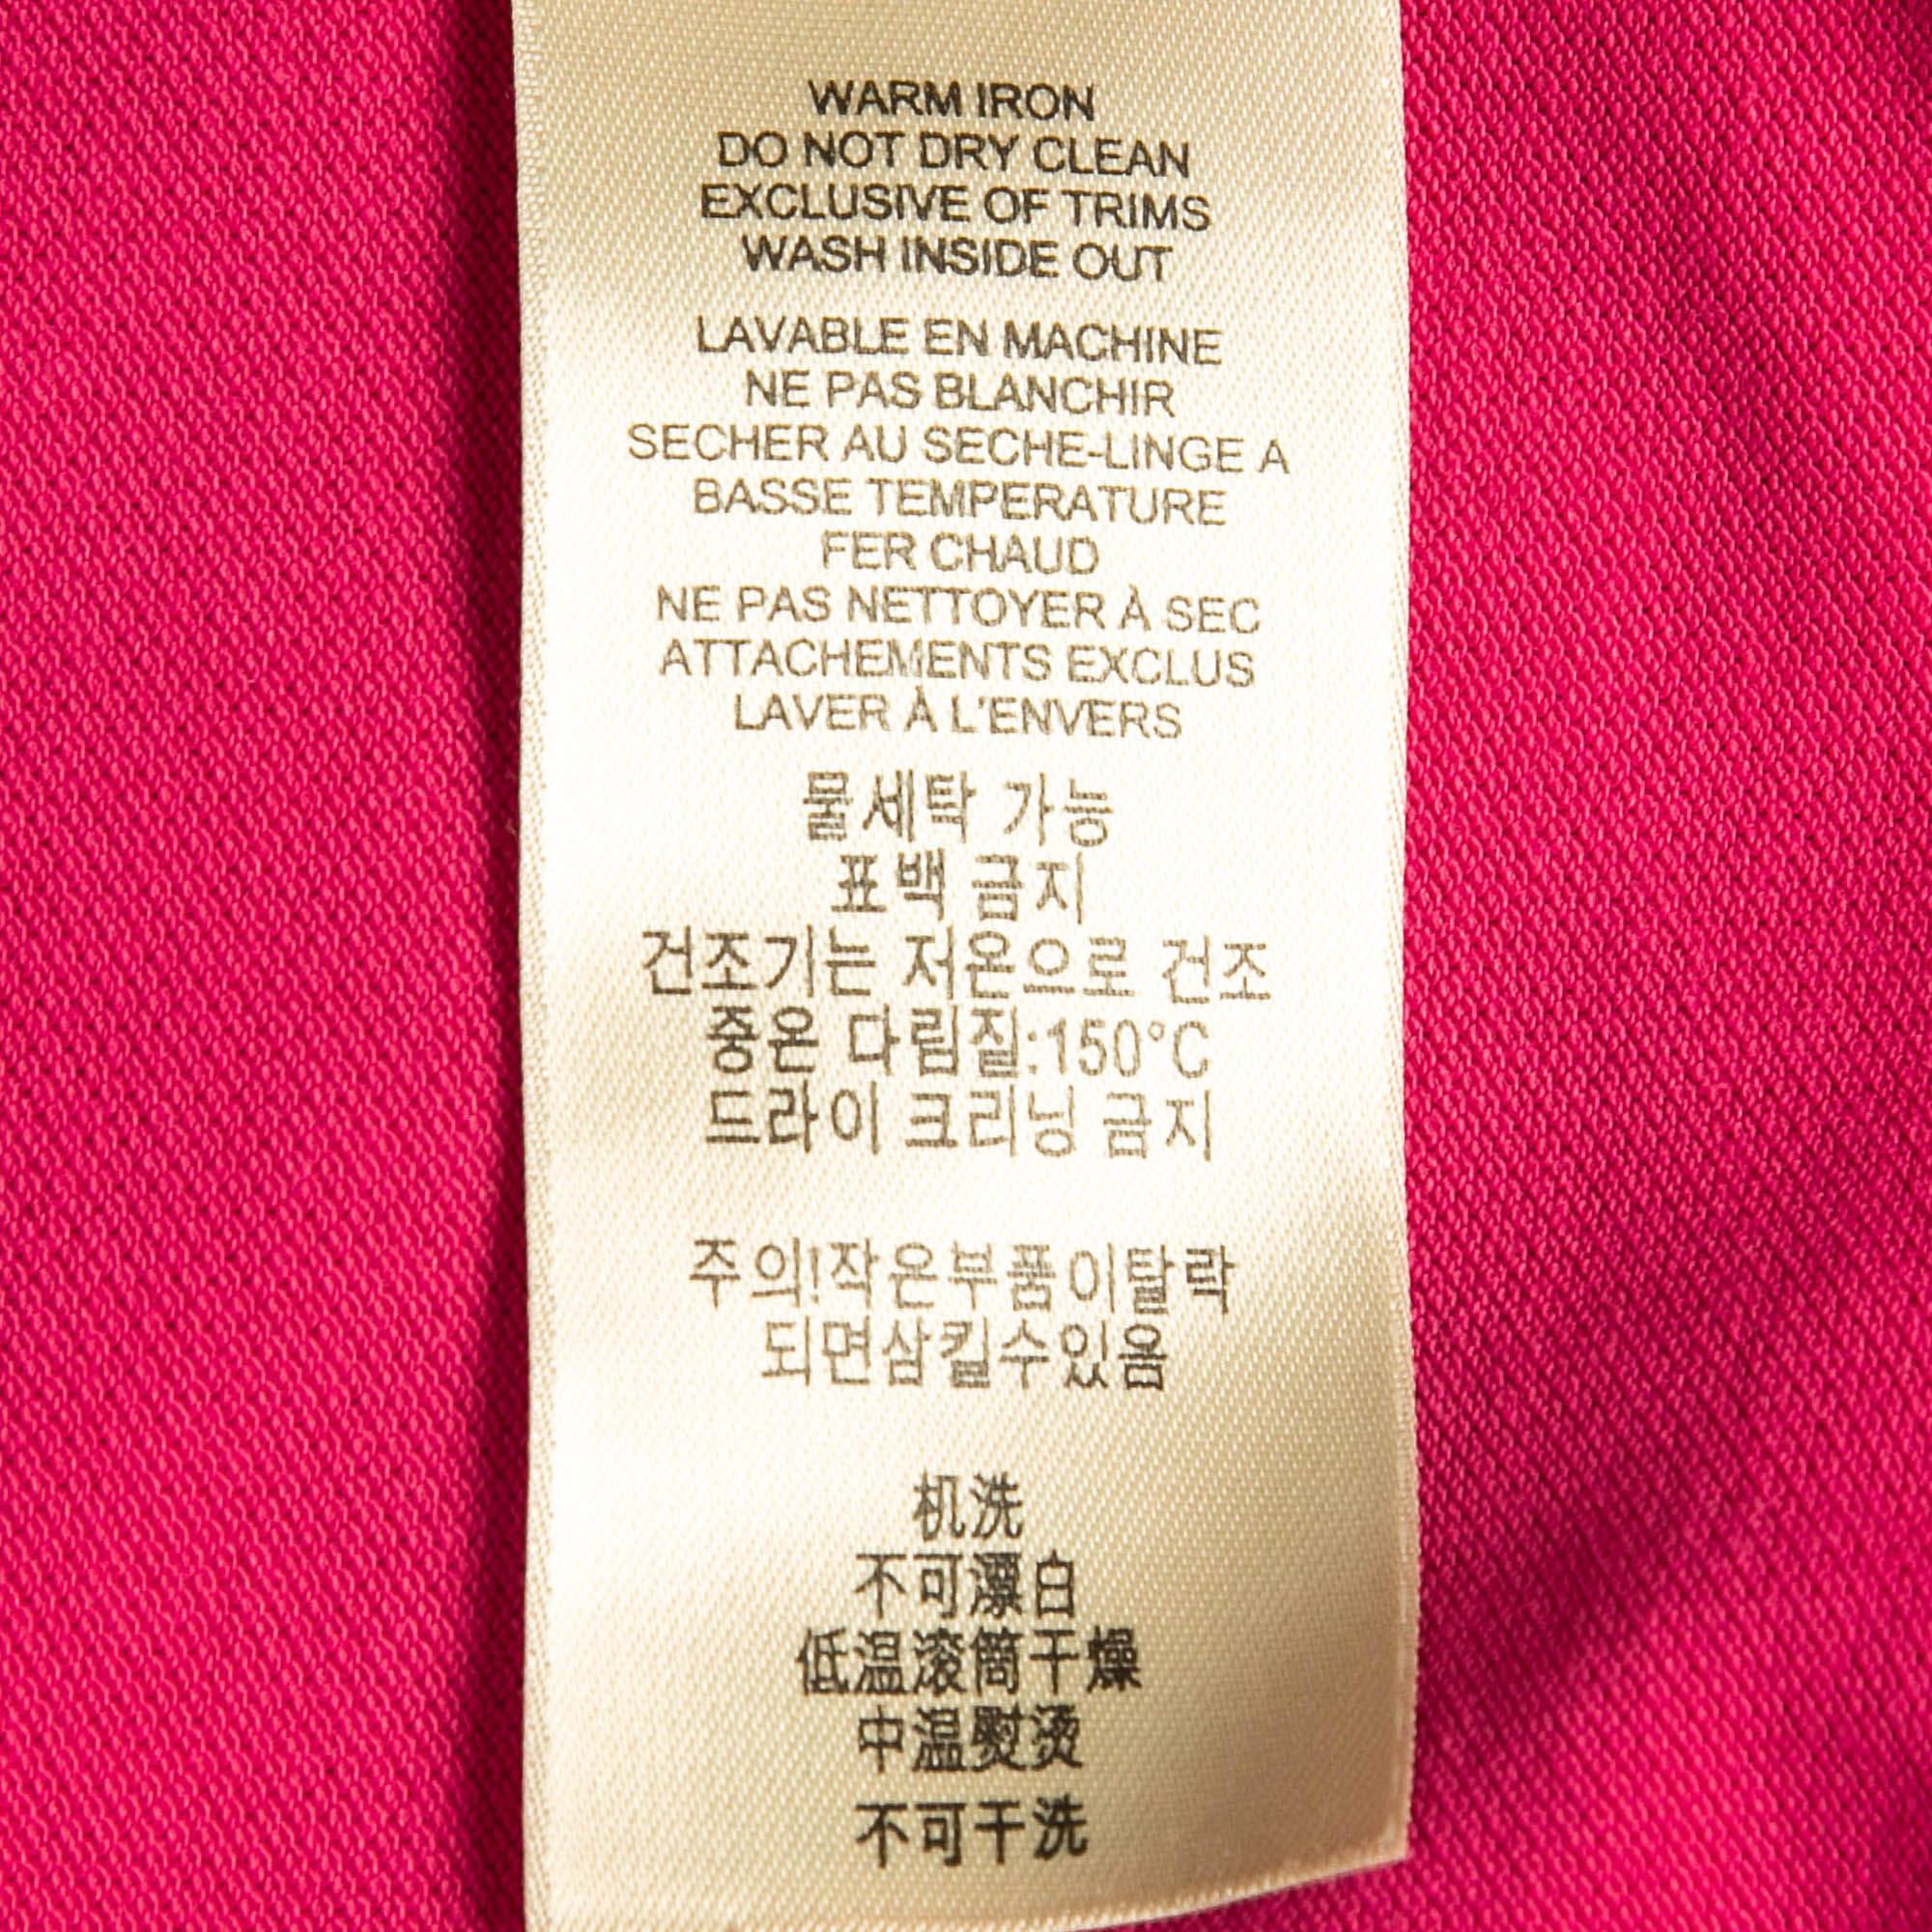 WARM IRON
DO NOT DRY CLEAN
EXCLUSIVE OF TRIMS
WASH INSIDE OUT
LAVABLE EN MACHINE
NE PAS BLANCHIR
SECHER AU SECHE-LINGE A
BASSE TEMPERATURE
FER CHAUD
NE PAS NETTOYER À SEC
ATTACHEMENTS EXCLUS
LAVER À L'ENVERS
물세탁 가능
표백 금지
건조기는 저온으로 건조
중온 다림질:150°C
드라이 크리닝 금지
주의!작은부품이탈락
되면삼킬수있음
机洗
不可漂白
低温滚筒干燥
中温熨烫
不可干洗